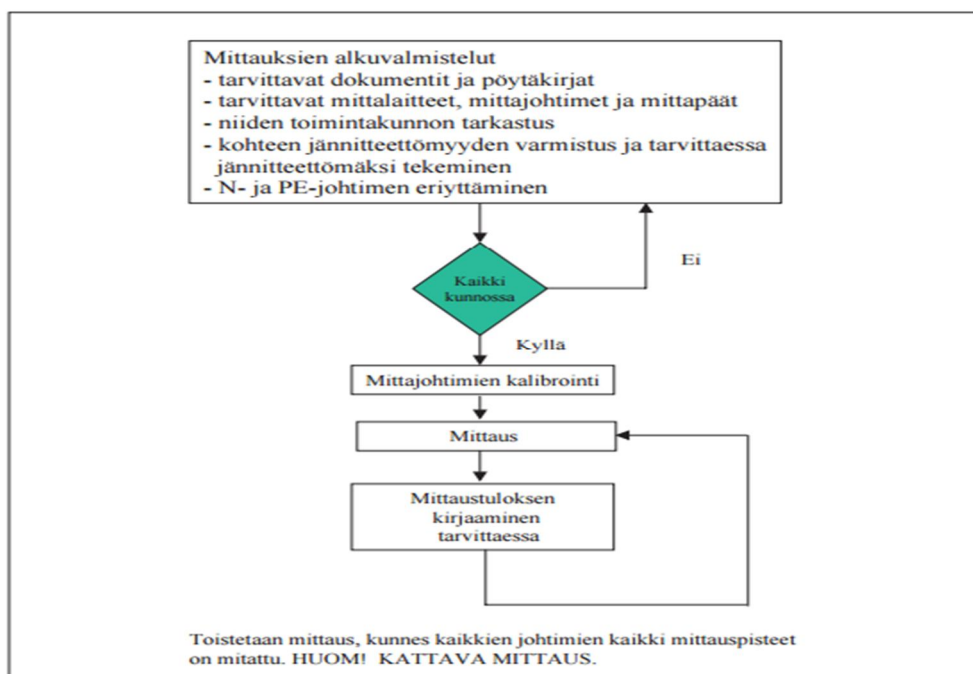 Mittauksien alkuvalmistelut
- tarvittavat dokumentit ja pöytäkirjat
- tarvittavat mittalaitteet, mittajohtimet ja mittapäät
- niiden toimintakunnon tarkastus
- kohteen jännitteettömyyden varmistus ja tarvittaessa
jännitteettömäksi tekeminen
- N- ja PE-johtimen eriyttäminen
Ei
Kaikki
kunnossa
Kylla
Mittajohtimien kalibrointi
Mittaus
Mittaustuloksen
kirjaaminen
tarvittaessa
Toistetaan mittaus, kunnes kaikkien johtimien kaikki mittauspisteet
on mitattu. HUOM! KATTAVA MITTAUS.